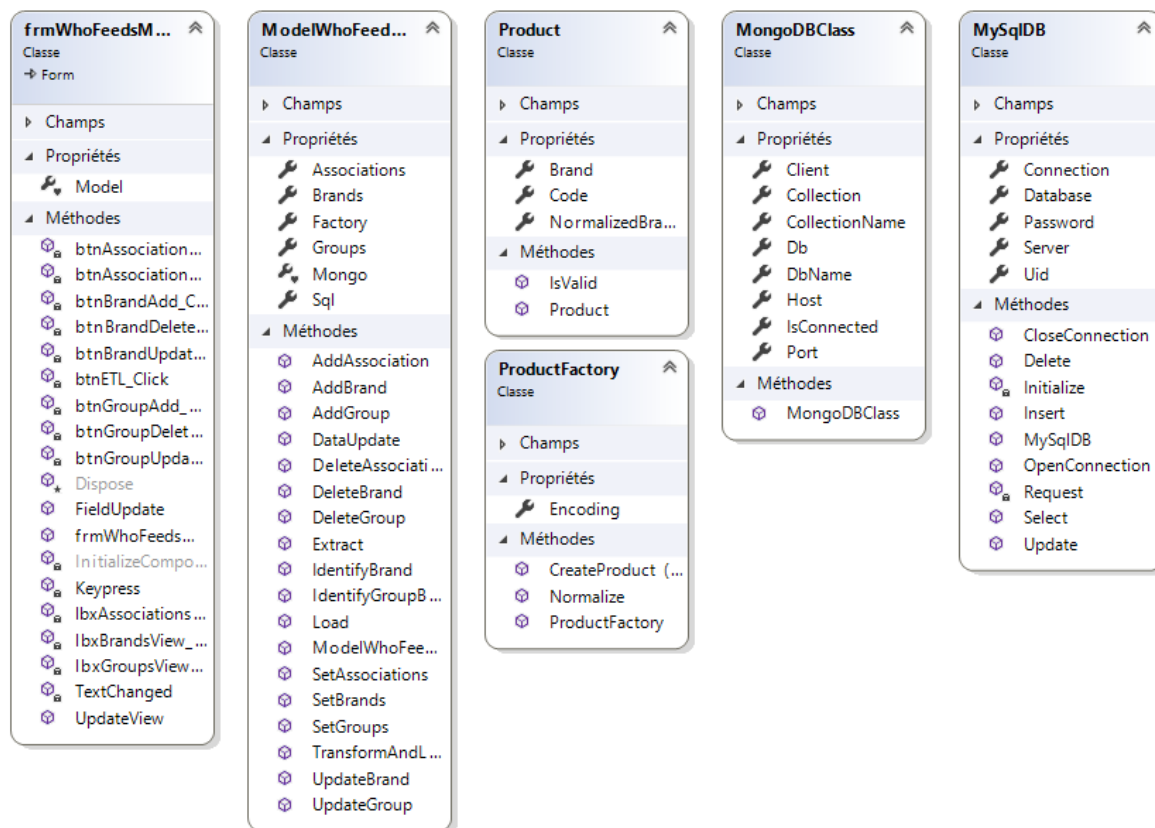 frmWhoFeedsM...
Classe
Form
Champs
Propriétés
Model
Méthodes
btnAssociation...
btnAssociation...
btnBrandAdd_C...
btnBrandDelete...
btnBrandUpdat...
btnETL_Click
btnGroupAdd_...
btnGroupDelet...
btnGroupUpda...
Dispose
FieldUpdate
frmWhoFeeds...
InitializeCompo...
Keypress
lbxAssociations...
lbxBrandsView_...
lbxGroupsView...
TextChanged
UpdateView
ModelWhoFeed...
Classe
Champs
Propriétés
Associations
Brands
Factory
Groups
Mongo
Sql
Méthodes
AddAssociation
AddBrand
AddGroup
DataUpdate
DeleteAssociati...
DeleteBrand
DeleteGroup
Extract
IdentifyBrand
IdentifyGroupB...
Load
ModelWhoFee...
SetAssociations
SetBrands
SetGroups
TransformAndL...
UpdateBrand
UpdateGroup
Product
Classe
Champs
Propriétés
Brand
Code
NormalizedBra...
Méthodes
IsValid
Product
ProductFactory
Classe
Champs
Propriétés
Encoding
Méthodes
CreateProduct (...
Normalize
ProductFactory
MongoDBClass
Classe
Champs
Propriétés
Client
Collection
CollectionName
Db
DbName
Host
IsConnected
Port
Méthodes
MongoDBClass
MySqlDB
Classe
Champs
Propriétés
Connection
Database
Password
Server
Uid
Méthodes
CloseConnection
Delete
Initialize
Insert
MySqlDB
OpenConnection
Request
Select
Update